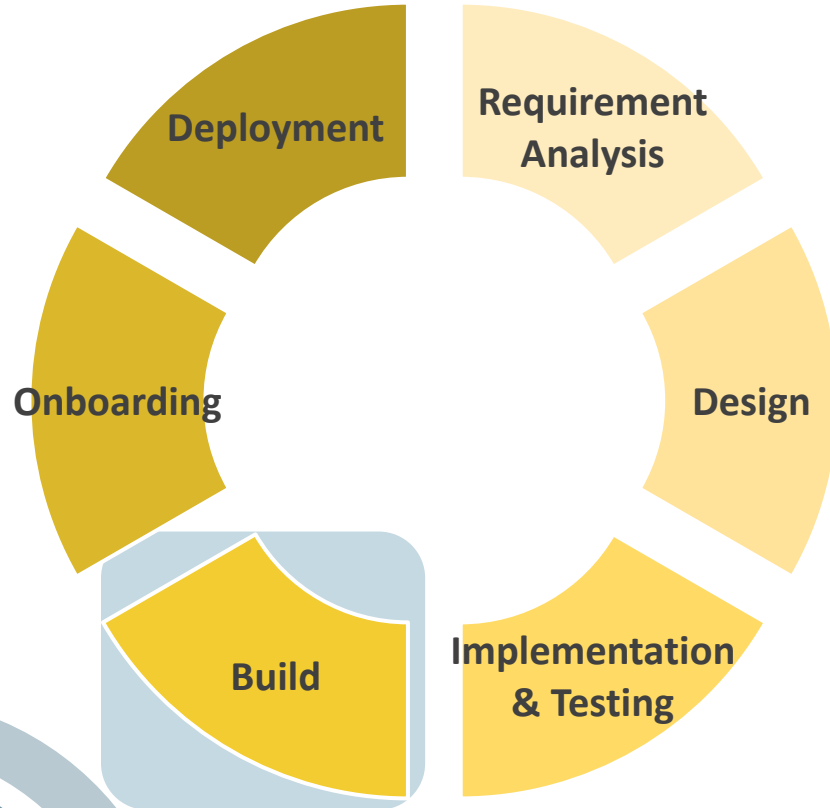 Deployment
Requirement
Analysis
Onboarding
Design
Build
Implementation
& Testing